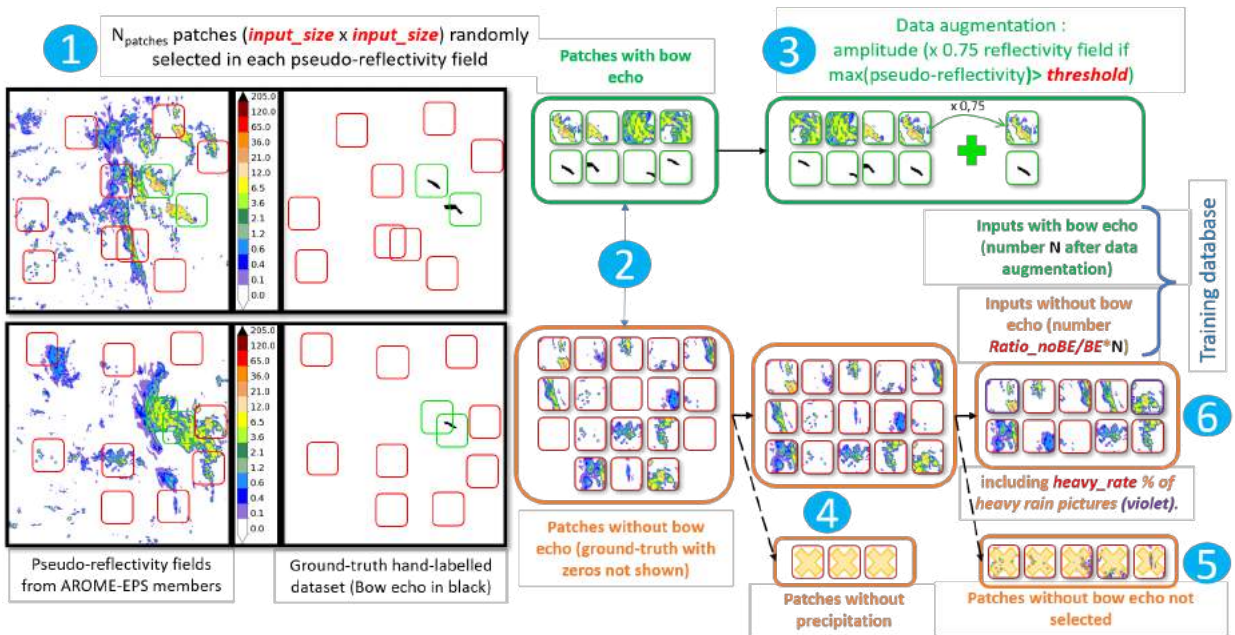 1
N_patches patches (input_size x input_size) randomly
selected in each pseudo-reflectivity field
Patches with bow
echo
3
Data augmentation :
amplitude (x 0.75 reflectivity field if
max(pseudo-reflectivity)> threshold)
x 0,75
205.0
120.0
65.0
36.0
21.0
12.0
6.5
3.6
2.1
1.2
0.6
0.4
0.1
0.0
2
Inputs with bow echo
(number N after data
augmentation)
Inputs without bow
echo (number
Ratio_noBE/BE*N)
Training database
205.0
120.0
65.0
36.0
21.0
12.0
6.5
3.6
2.1
1.2
0.6
0.4
0.1
0.0
6
including heavy_rate % of
heavy rain pictures (violet).
4
Patches without bow
echo (ground-truth with
zeros not shown)
Patches without
precipitation
5
Patches without bow echo not
selected
Pseudo-reflectivity fields
from AROME-EPS members
Ground-truth hand-labelled
dataset (Bow echo in black)